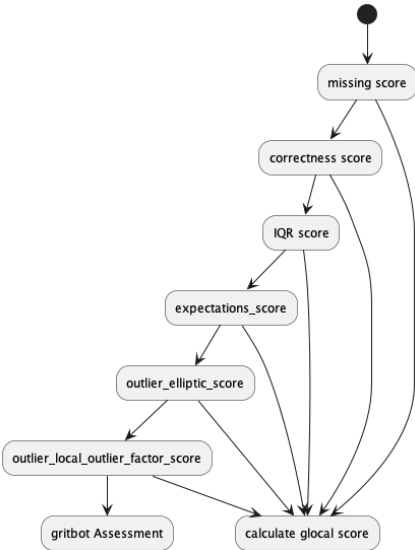 missing score
correctness score
IQR score
expectations_score
outlier_elliptic_score
outlier_local_outlier_factor_score
gritbot Assessment
calculate glocal score